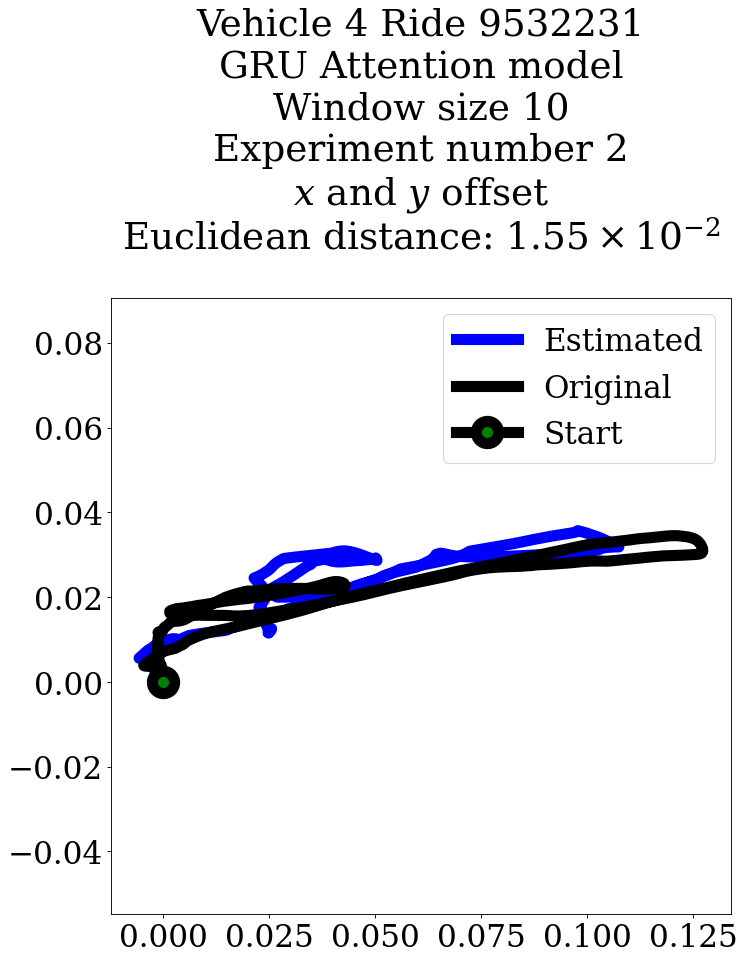 Vehicle 4 Ride 9532231
GRU Attention model
Window size 10
Experiment number 2
x and y offset
Euclidean distance: 1.55 × 10⁻²
Estimated
Original
Start
0.08
0.06
0.04
0.02
0.00
−0.02
−0.04
0.000 0.025 0.050 0.075 0.100 0.125